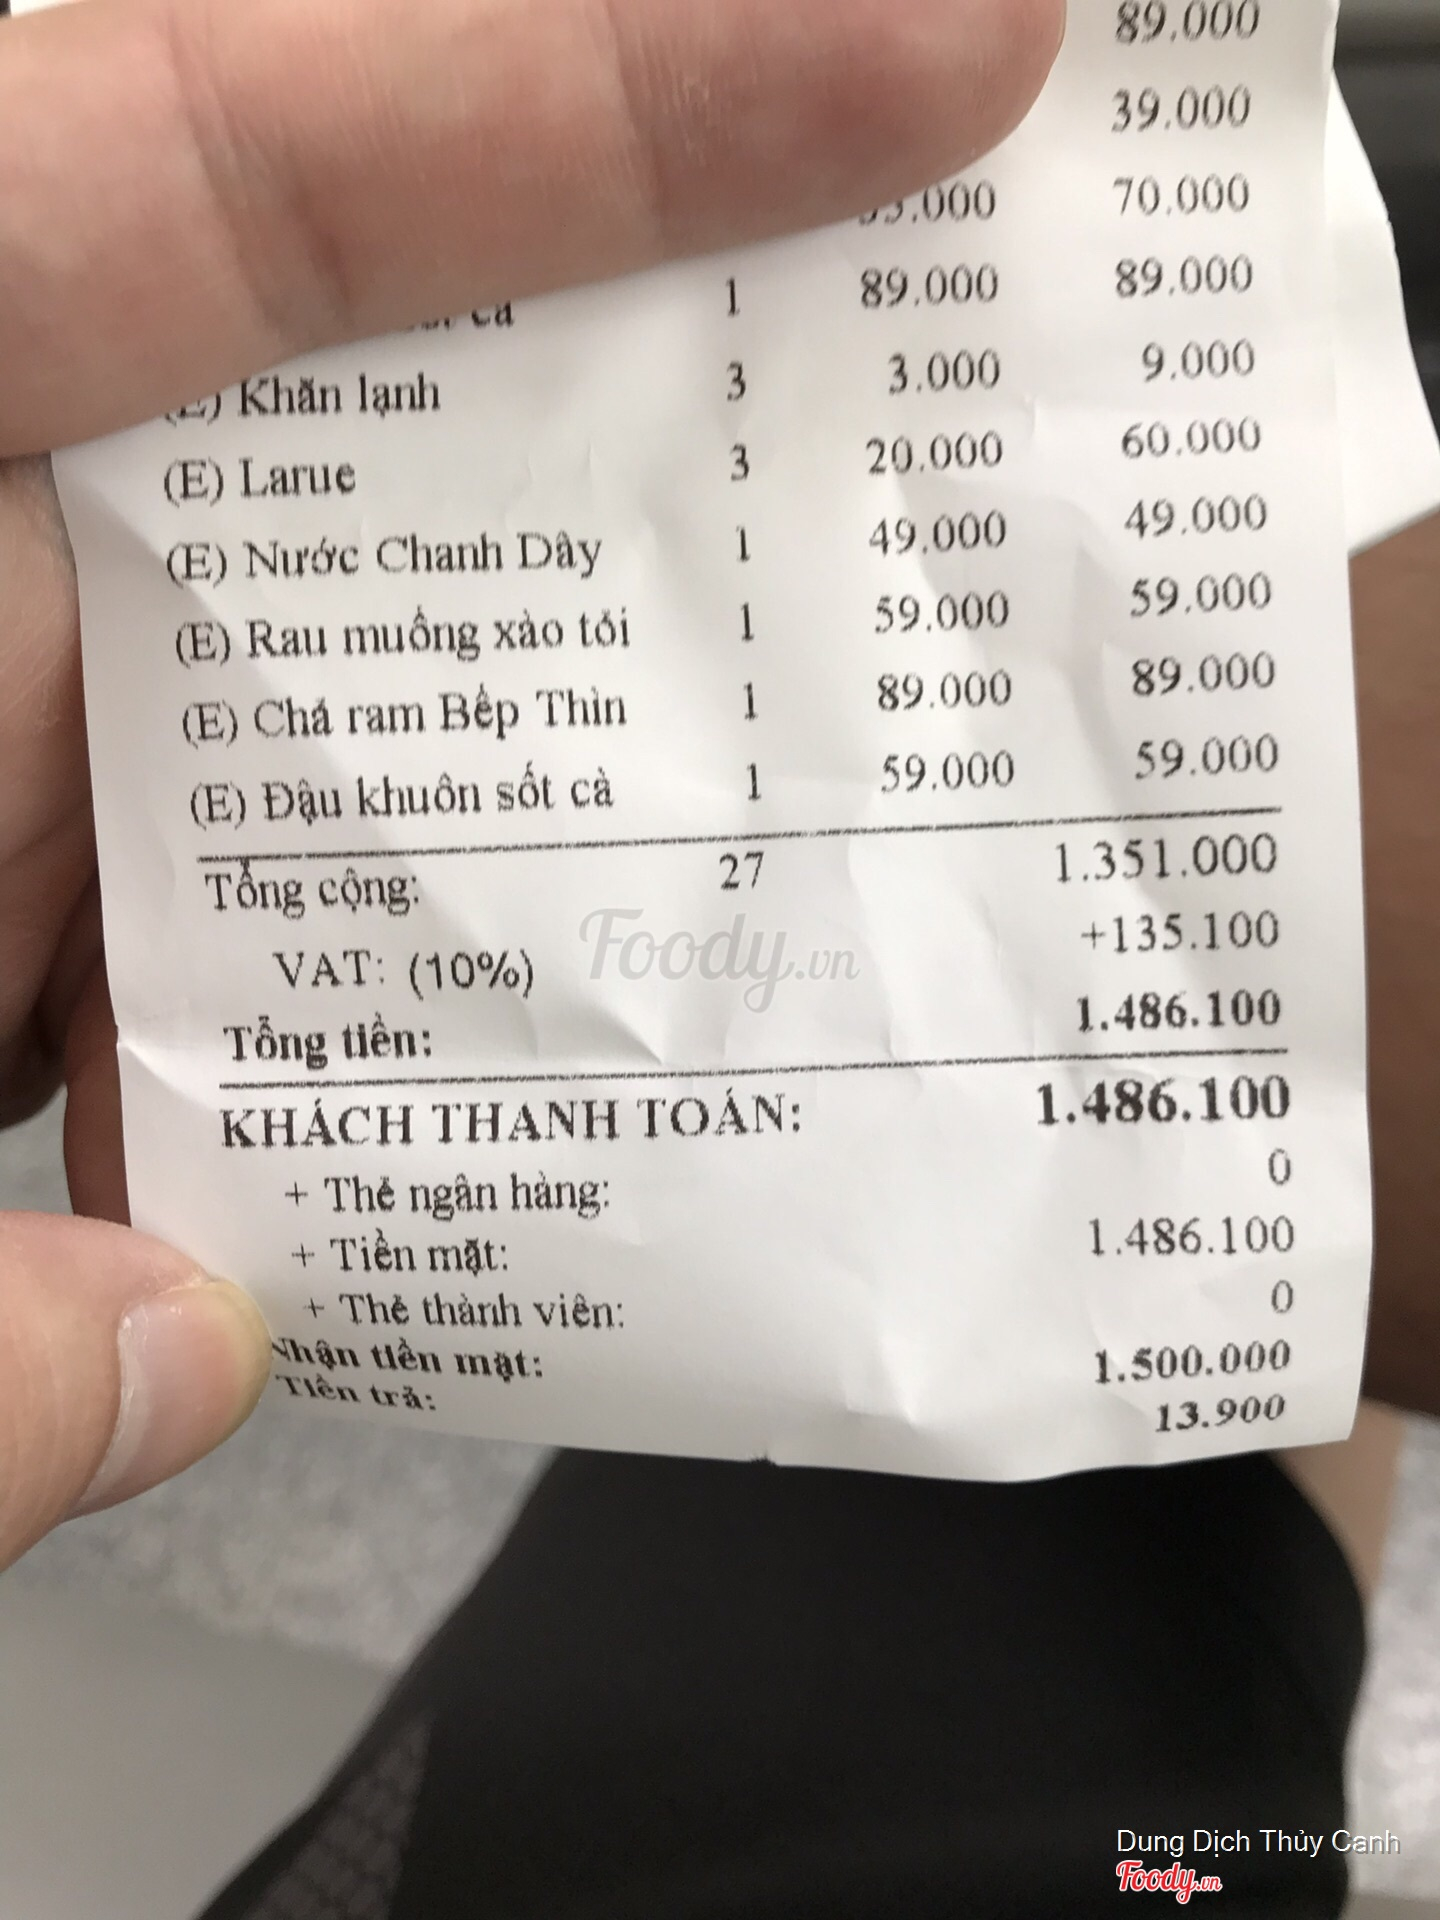 89.000
39.000
70.000
cà 1 89.000 89.000
(E) Khăn lạnh 3 3.000 9.000
(E) Larue 3 20.000 60.000
(E) Nước Chanh Dây 1 49.000 49.000
(E) Rau muống xào tỏi 1 59.000 59.000
(E) Chả ram Bếp Thìn 1 89.000 89.000
(E) Đậu khuôn sốt cà 1 59.000 59.000
Tổng cộng: 27 1.351.000
VAT: (10%) +135.100
Tổng tiền: 1.486.100
KHÁCH THANH TOÁN: 1.486.100
+ Thẻ ngân hàng: 0
+ Tiền mặt: 1.486.100
+ Thẻ thành viên: 0
Nhận tiền mặt: 1.500.000
Tiền trả: 13.900
Foody.vn
Dung Dịch Thủy Canh
Foody.vn